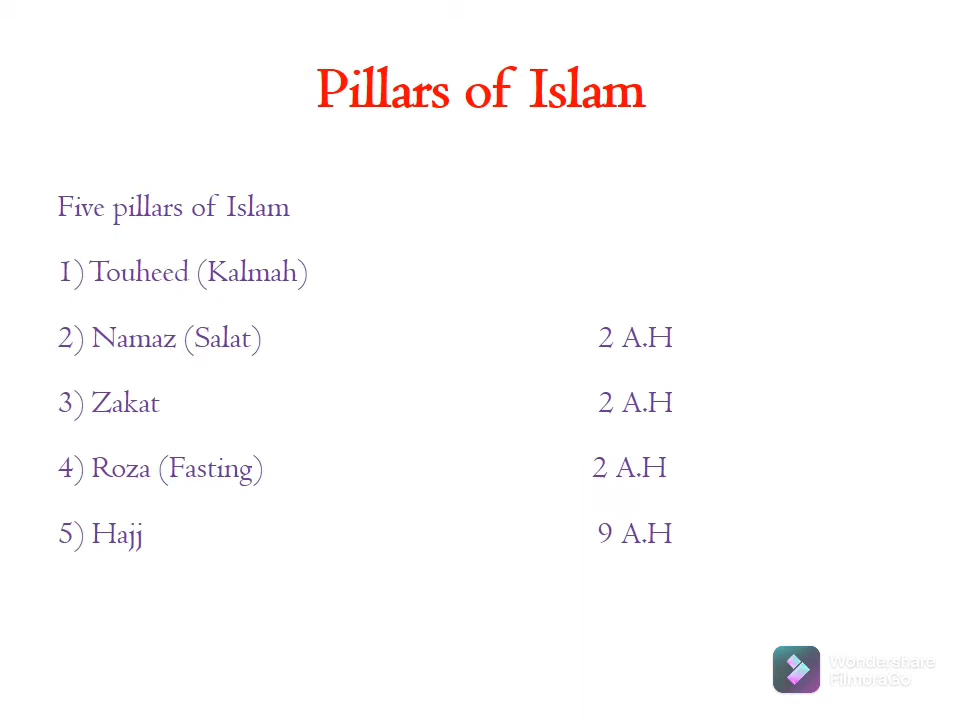 Pillars of Islam
Five pillars of Islam
1) Touheed (Kalmah)
2) Namaz (Salat) 2 A.H
3) Zakat 2 A.H
4) Roza (Fasting) 2 A.H
5) Hajj 9 A.H
Wondershare
FilmoraGo